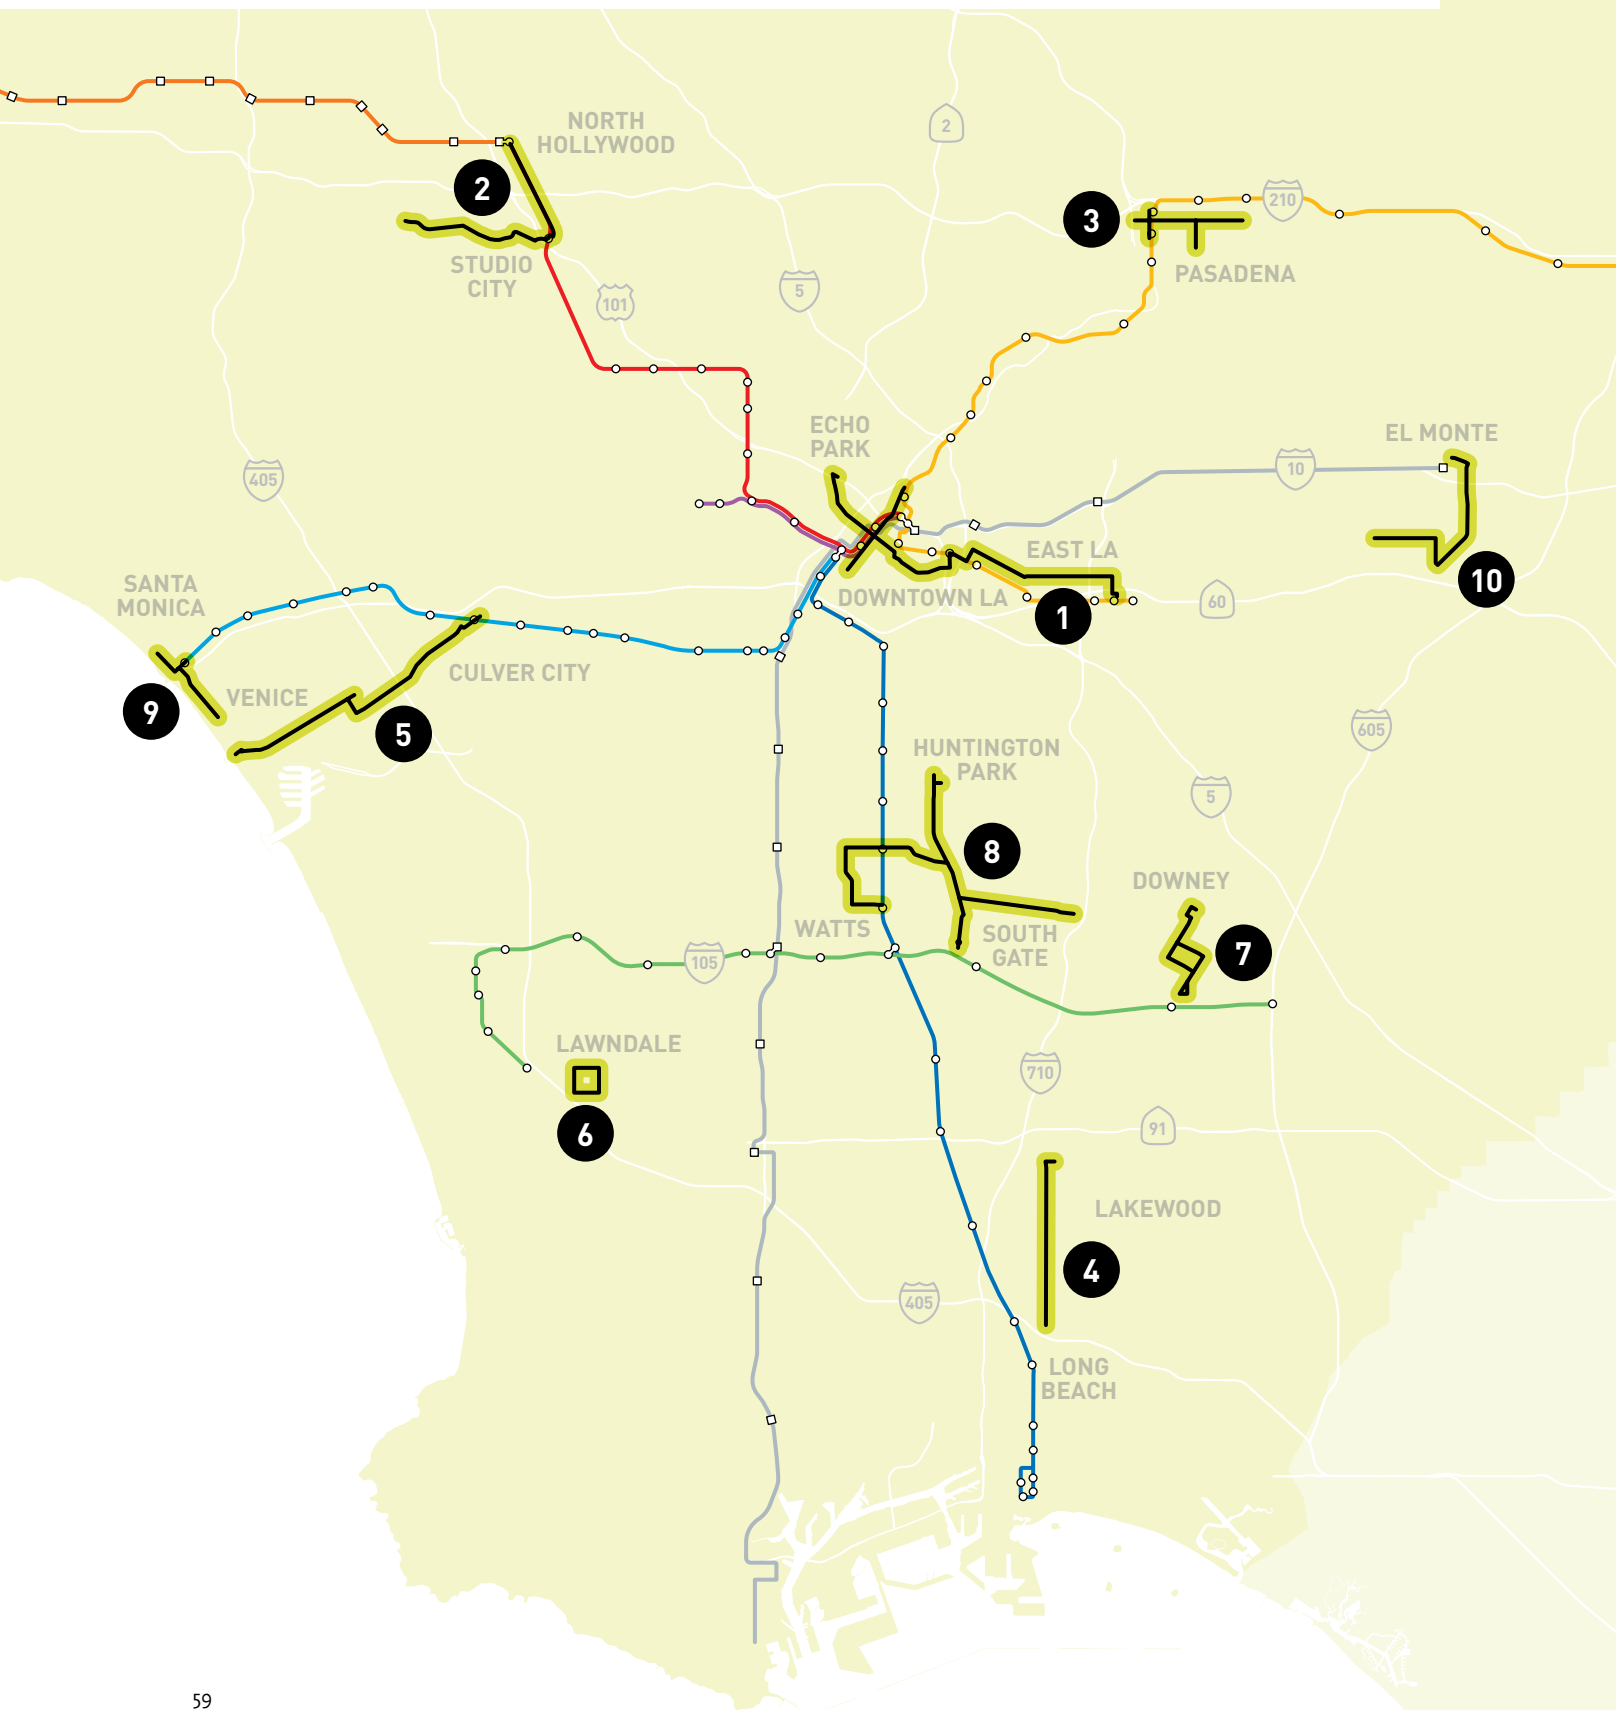 NORTH
HOLLYWOOD
2
2
STUDIO
CITY
101
5
3
210
PASADENA
ECHO
PARK
EL MONTE
405
10
EAST LA
10
SANTA
MONICA
DOWNTOWN LA
1
60
CULVER CITY
VENICE
9
5
605
HUNTINGTON
PARK
5
8
DOWNEY
WATTS
SOUTH
GATE
7
105
LAWNDALE
710
6
91
LAKEWOOD
4
405
LONG
BEACH
59